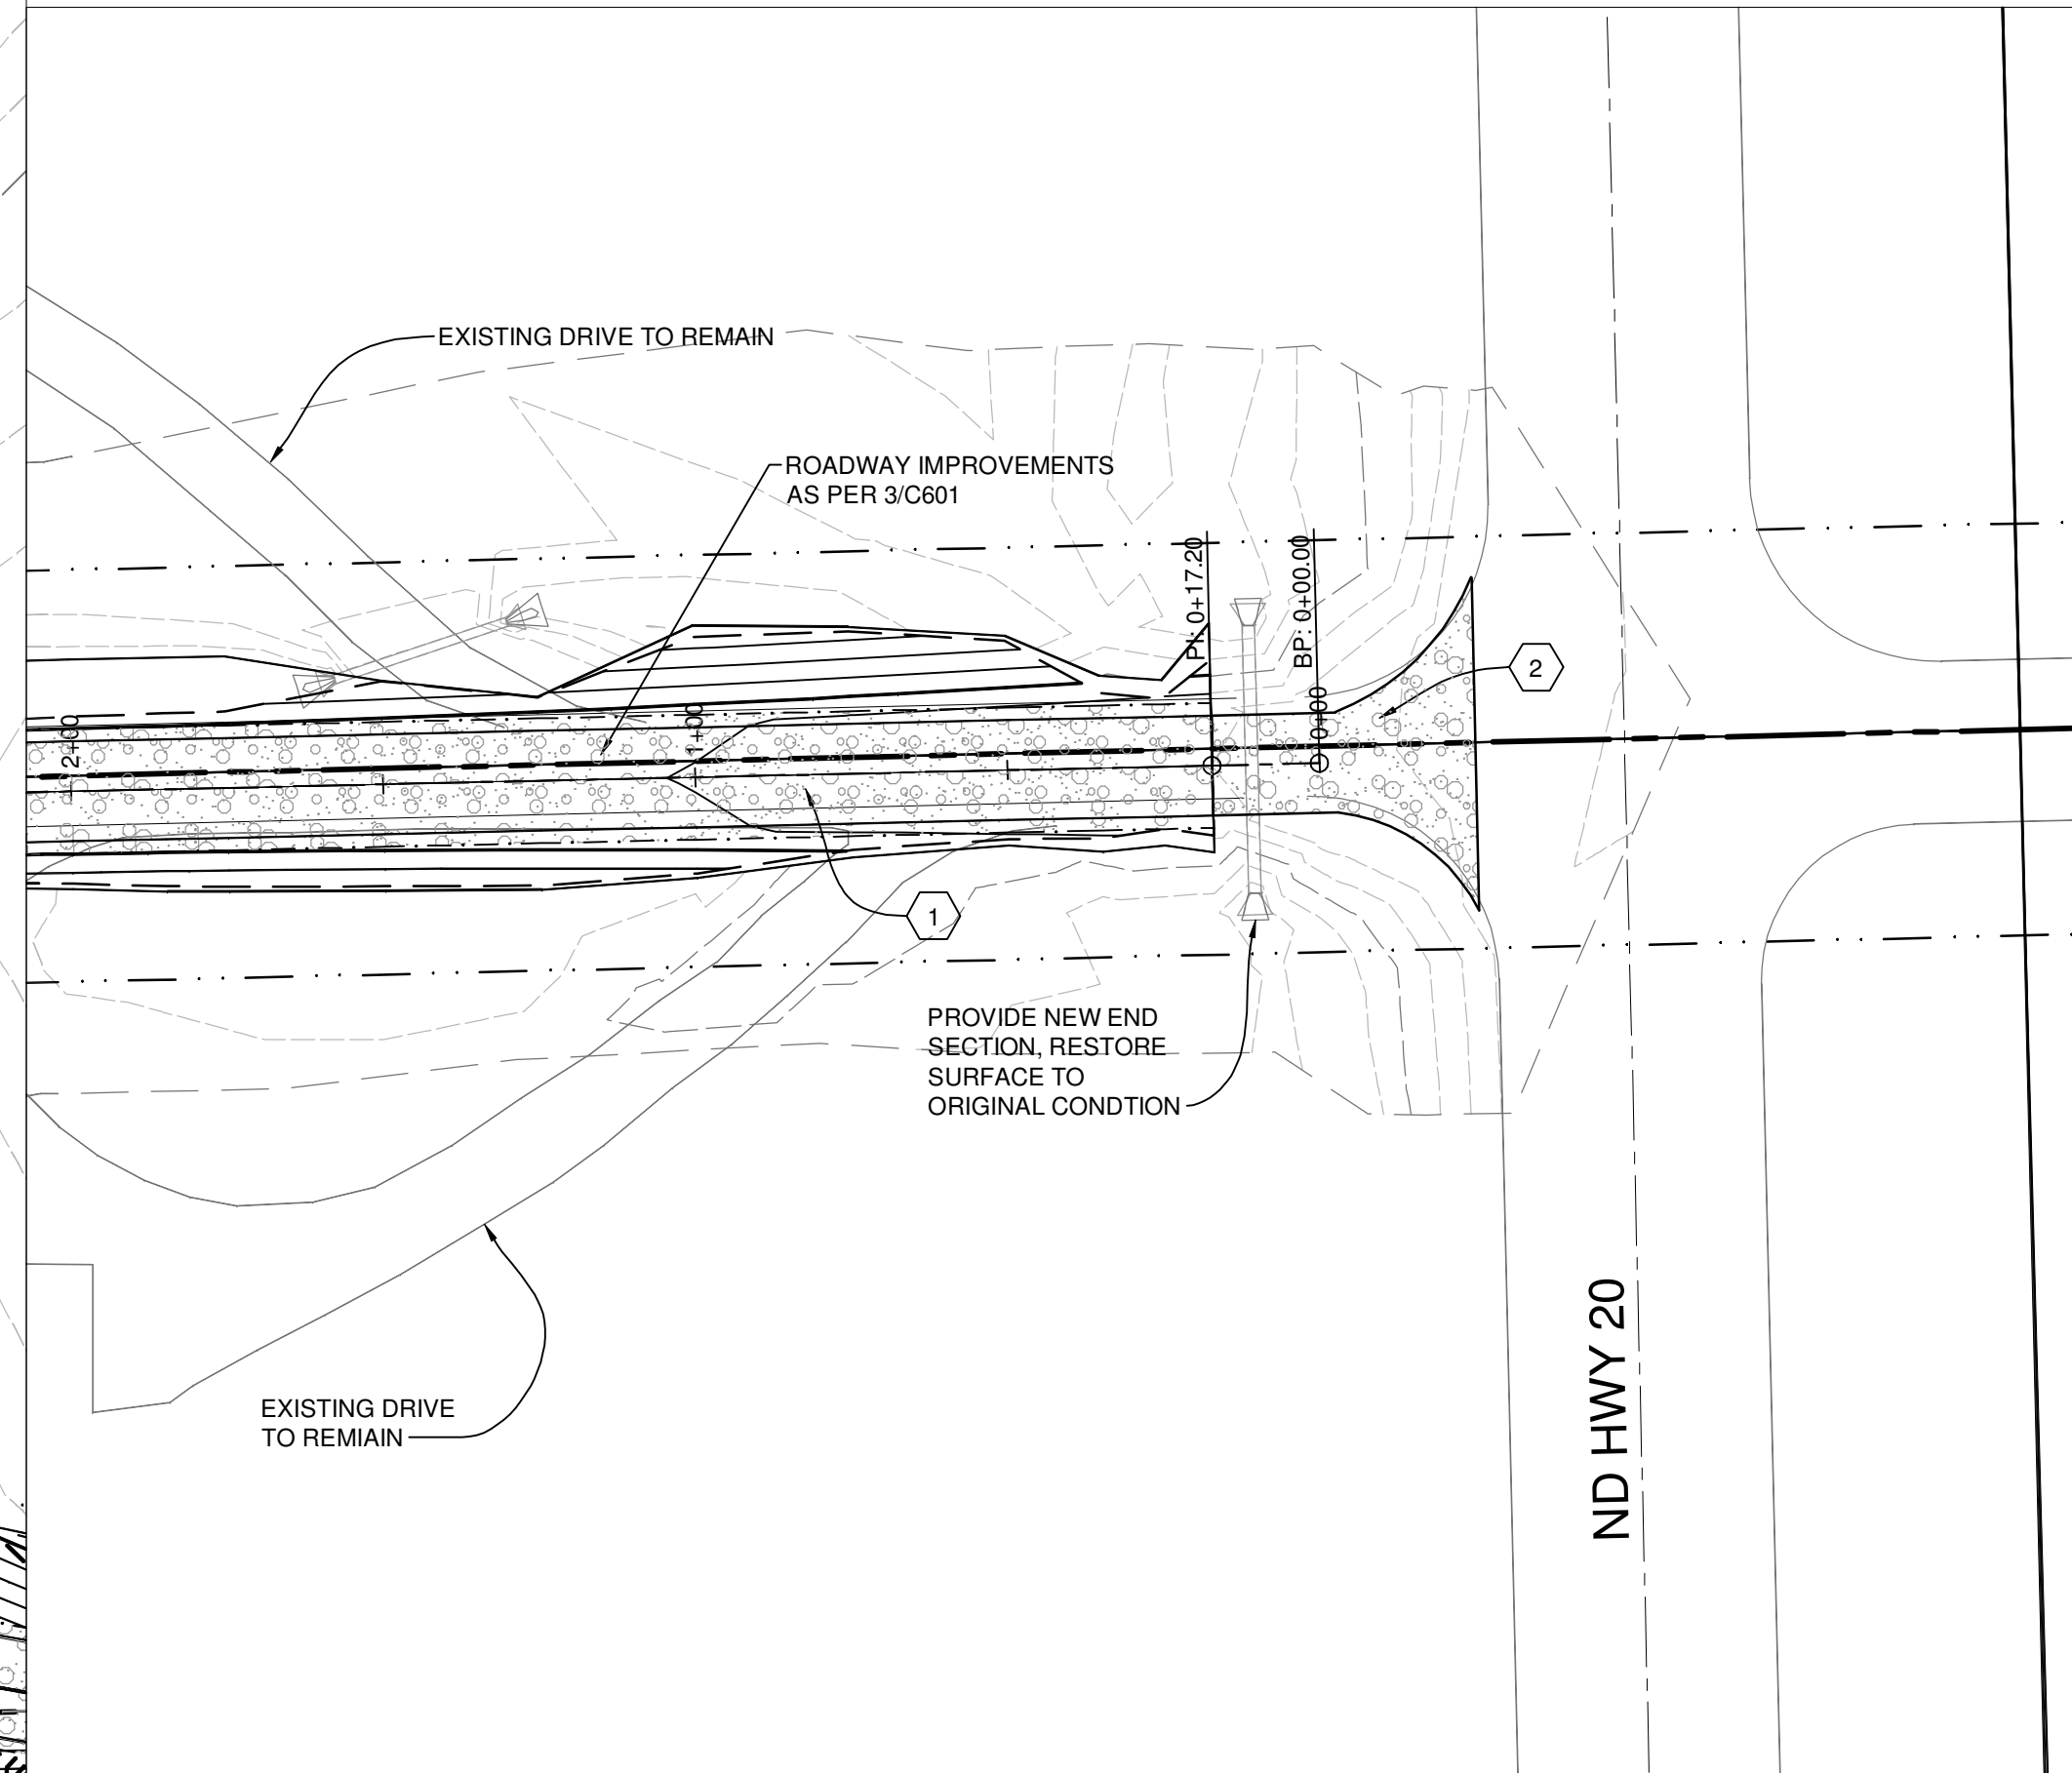 EXISTING DRIVE TO REMAIN
ROADWAY IMPROVEMENTS
AS PER 3/C601
PI: 0+17.20
BP: 0+00.00
2
2+00
1+00
0+00
1
PROVIDE NEW END
SECTION, RESTORE
SURFACE TO
ORIGINAL CONDTION
ND HWY 20
EXISTING DRIVE
TO REMIAIN